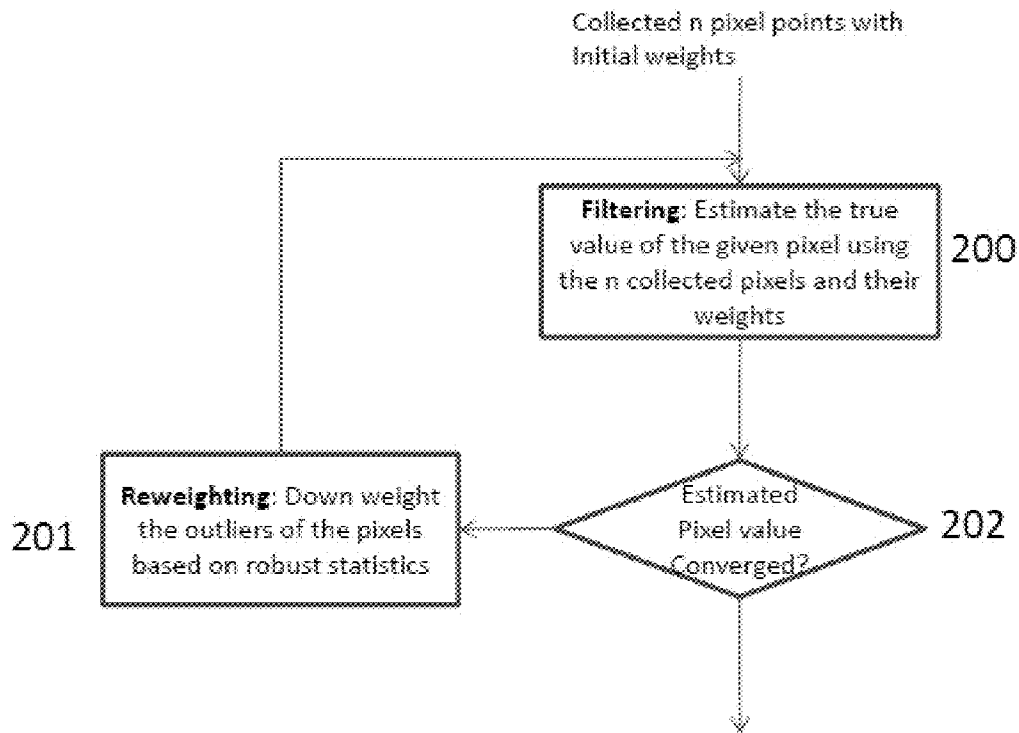 Collected n pixel points with
Initial weights
Filtering: Estimate the true
value of the given pixel using
the n collected pixels and their
weights
200
Reweighting: Down weight
the outliers of the pixels
based on robust statistics
201
Estimated
Pixel value
Converged?
202